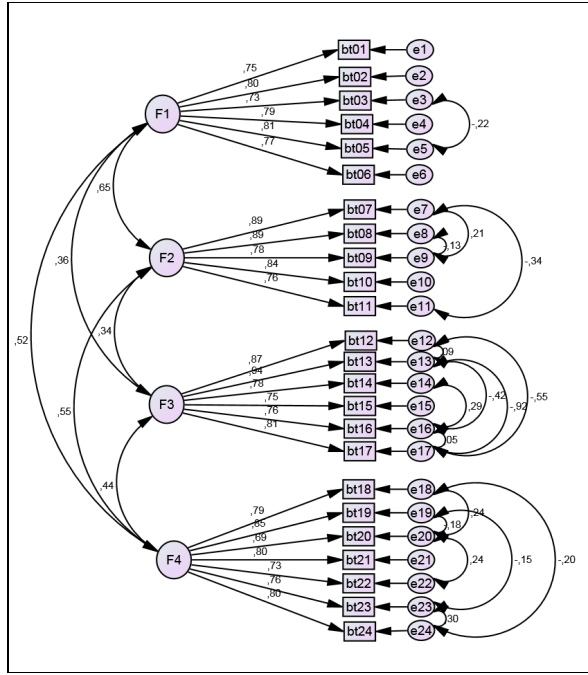 bt01 e1
,75
bt02 e2
,80
bt03 e3
,73
F1
,79
bt04 e4
-,22
,81
bt05 e5
,77
bt06 e6
,65
,89
bt07 e7
,89
bt08 e8
,21
,78
-,13
F2
bt09 e9
-,34
,84
bt10 e10
,76
bt11 e11
,36
,34
,52
,87
bt12 e12
,09
,94
bt13 e13
,78
bt14 e14
-,42
-,55
F3
,75
bt15 e15
,29
-,92
,76
bt16 e16
,05
,81
bt17 e17
,55
,44
,79
bt18 e18
,85
bt19 e19
,24
,69
-,18
bt20 e20
F4
,80
bt21 e21
,24
-,15
-,20
,73
bt22 e22
,76
bt23 e23
,30
,80
bt24 e24